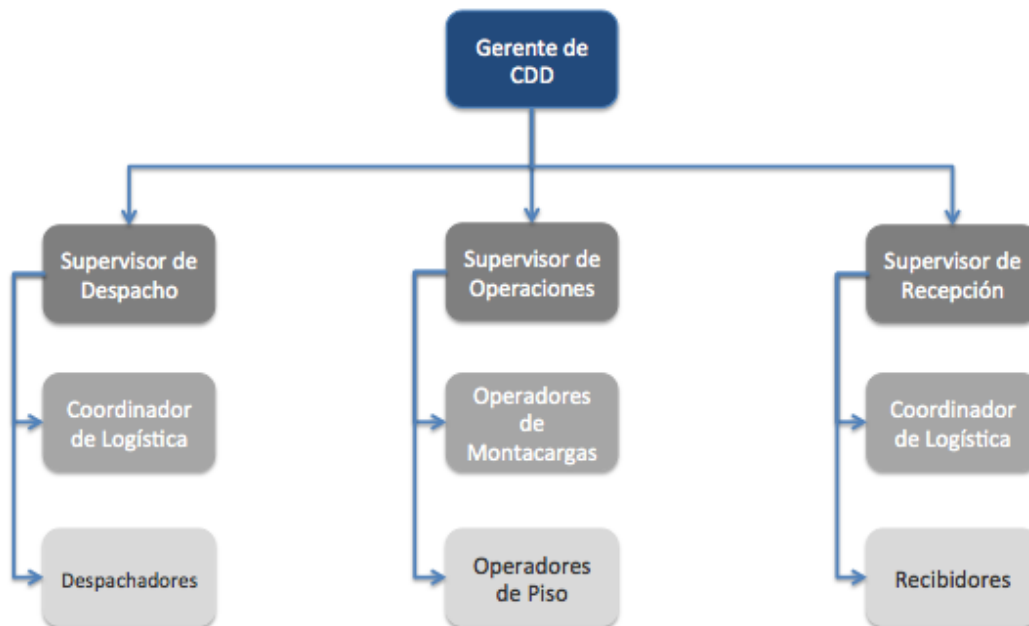 Gerente de
CDD
Supervisor de
Despacho
Supervisor de
Operaciones
Supervisor de
Recepción
Coordinador
de Logística
Operadores
de
Montacargas
Coordinador
de Logística
Despachadores
Operadores
de Piso
Recibidores